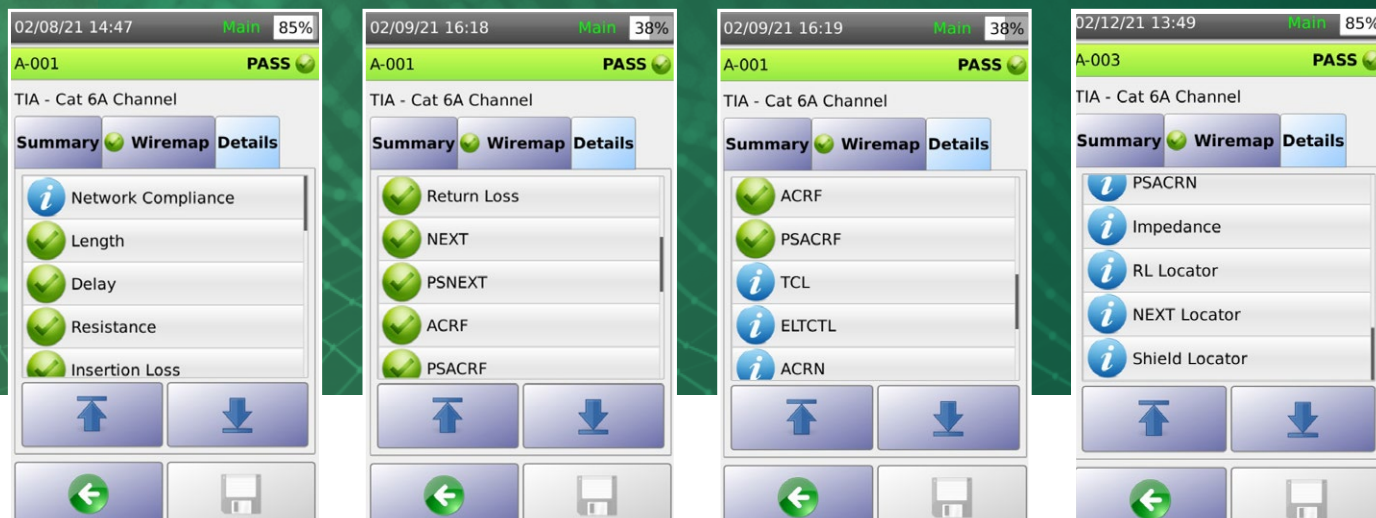 02/08/21 14:47 Main 85%
A-001 PASS
TIA - Cat 6A Channel
Summary Wiremap Details
Network Compliance
Length
Delay
Resistance
Insertion Loss
02/09/21 16:18 Main 38%
A-001 PASS
TIA - Cat 6A Channel
Summary Wiremap Details
Return Loss
NEXT
PSNEXT
ACRF
PSACRF
02/09/21 16:19 Main 38%
A-001 PASS
TIA - Cat 6A Channel
Summary Wiremap Details
ACRF
PSACRF
TCL
ELTCTL
ACRN
02/12/21 13:49 Main 85%
A-003 PASS
TIA - Cat 6A Channel
Summary Wiremap Details
PSACRN
Impedance
RL Locator
NEXT Locator
Shield Locator